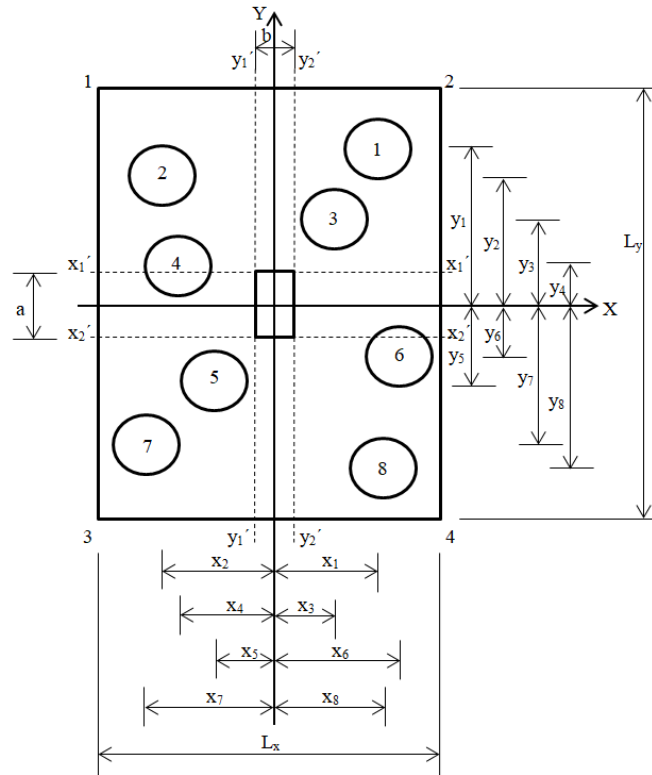 Y
b
y₁´ y₂´
1 2
1
2
3
y₁
y₂
Lᵧ
y₃
4
x₁´ x₁´
y₄
a
X
x₂´ x₂´
y₆
y₅
6
5
y₇
y₈
7
8
3 y₁´ y₂´ 4
x₂ x₁
x₄ x₃
x₅ x₆
x₇ x₈
Lₓ